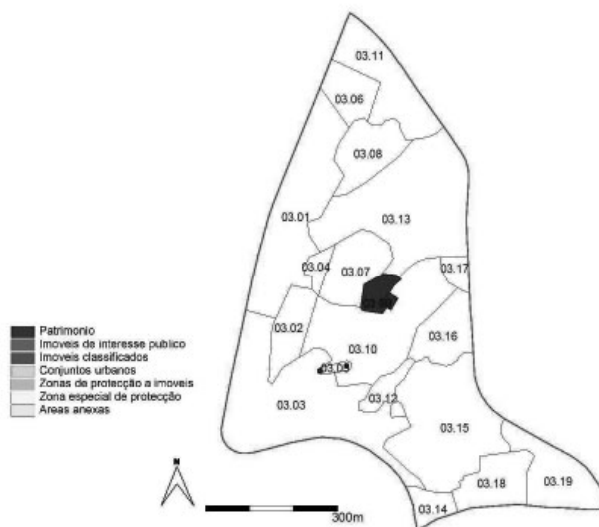 03.11
03.06
03.08
03.01
03.13
03.04
03.07
03.17
03.02
03.16
03.10
03.05
03.12
03.03
03.15
03.18
03.19
03.14
Patrimonio
Imoveis de interesse publico
Imoveis classificados
Conjuntos urbanos
Zonas de protecção a imoveis
Zona especial de protecção
Areas anexas
N
300m